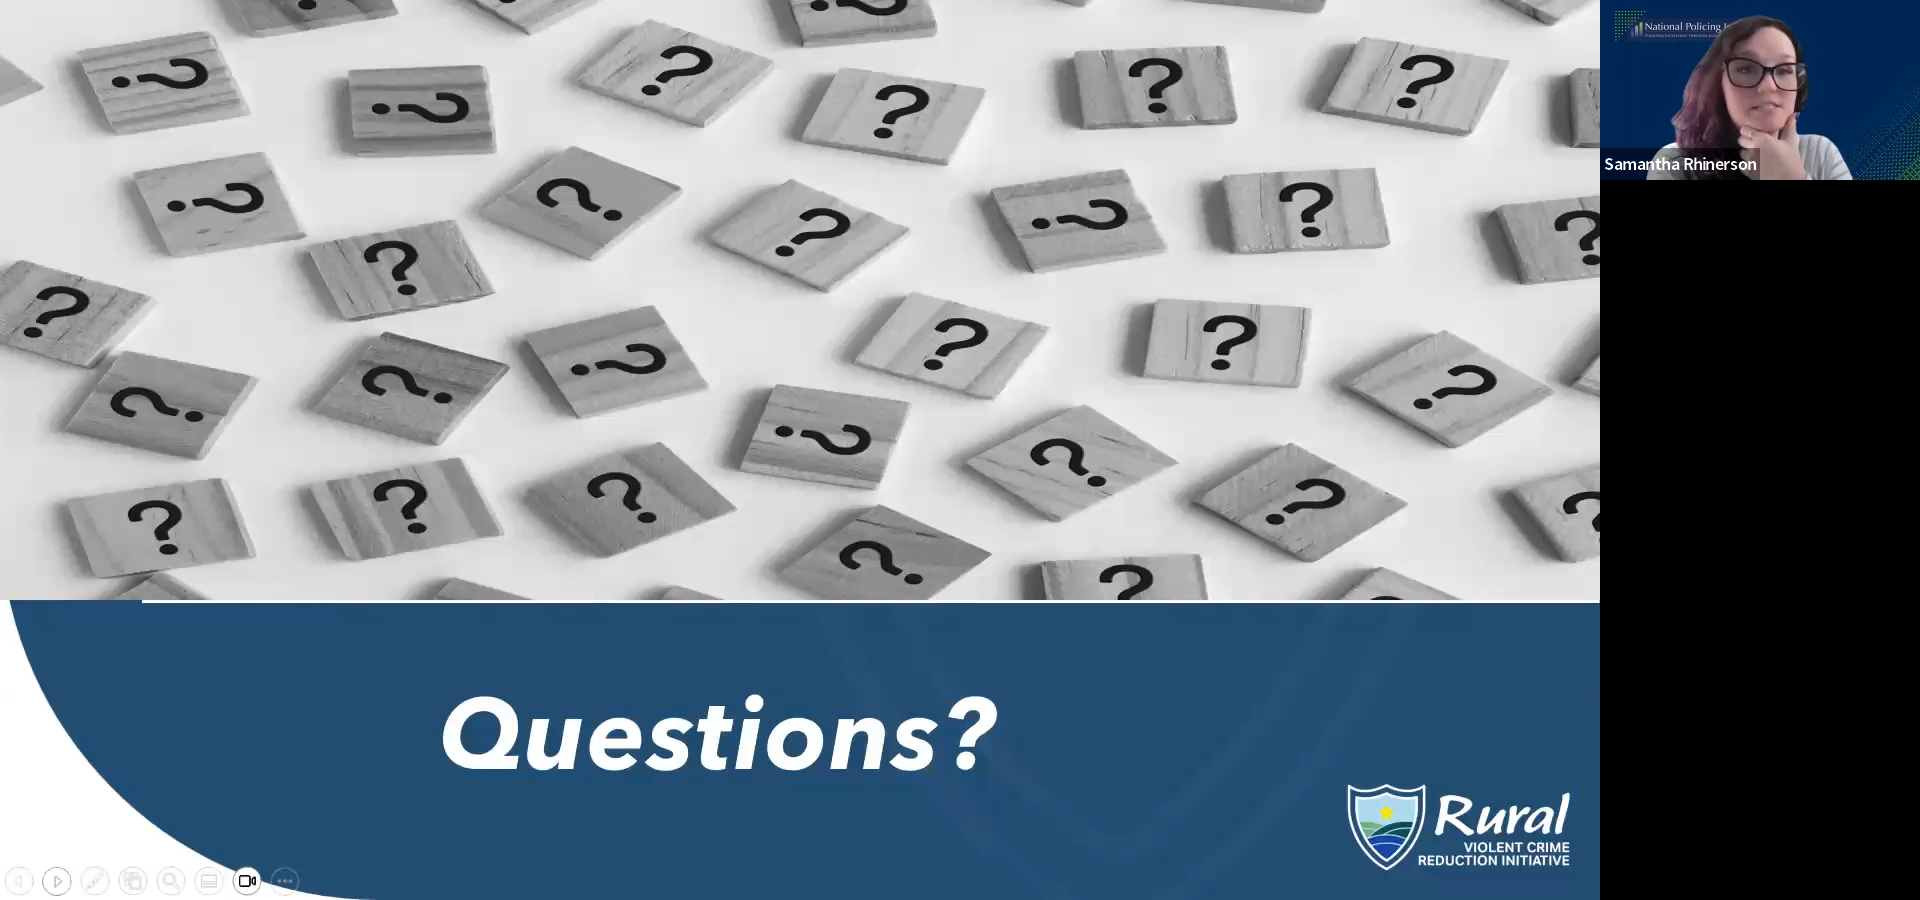 National Policing
Samantha Rhinerson
Questions?
Rural
VIOLENT CRIME
REDUCTION INITIATIVE